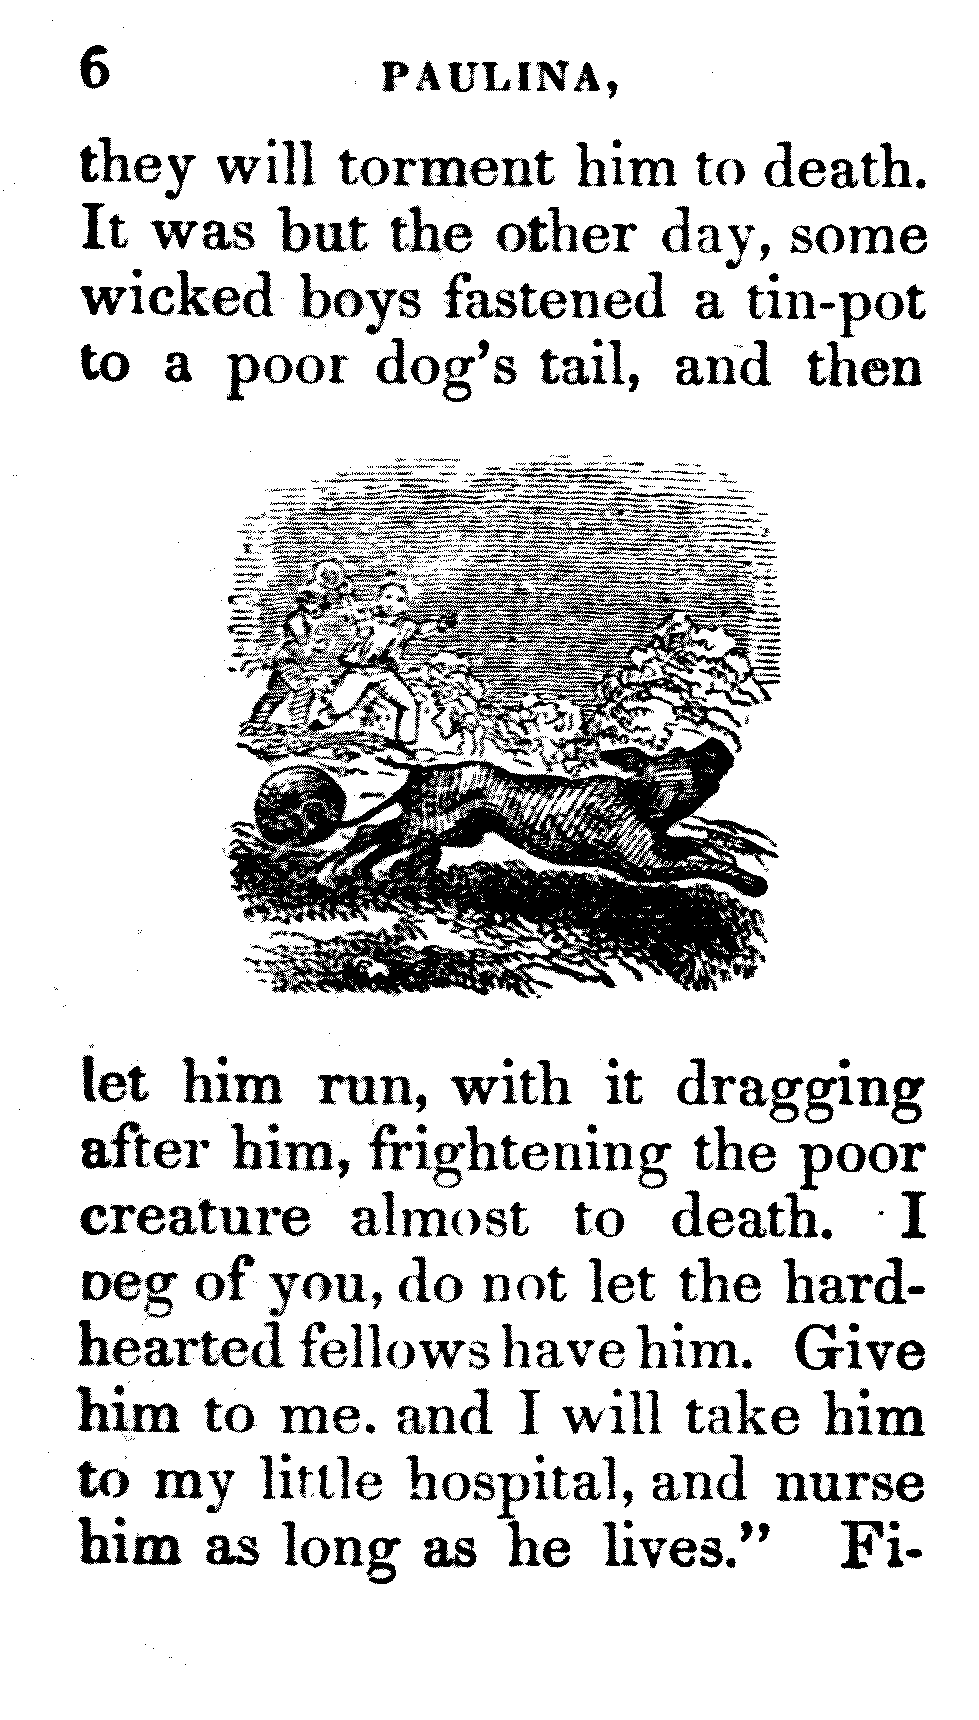 6 PAULINA,
they will torment him to death.
It was but the other day, some
wicked boys fastened a tin-pot
to a poor dog's tail, and then
let him run, with it dragging
after him, frightening the poor
creature almost to death. I
beg of you, do not let the hard-
hearted fellows have him. Give
him to me. and I will take him
to my little hospital, and nurse
him as long as he lives." Fi-